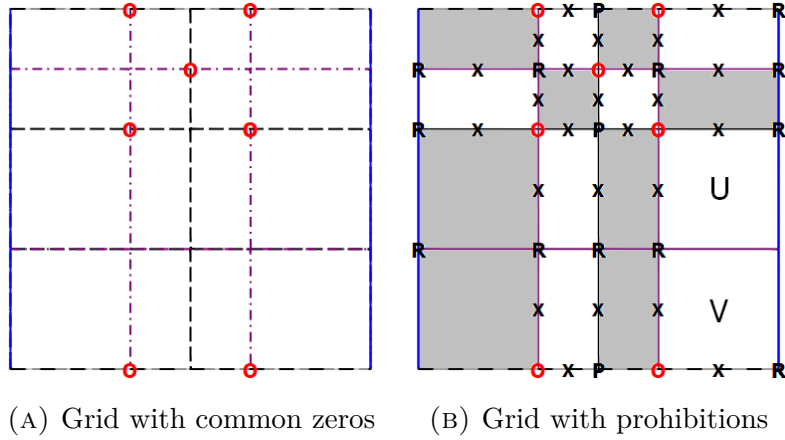 O O
O
O O
O O
(A) Grid with common zeros
O X P O X R
X X X
R X R X O X R X R
X X X
R X O X P X O X R
X X X U
R R R R R
X X X V
O X P O X R
(B) Grid with prohibitions